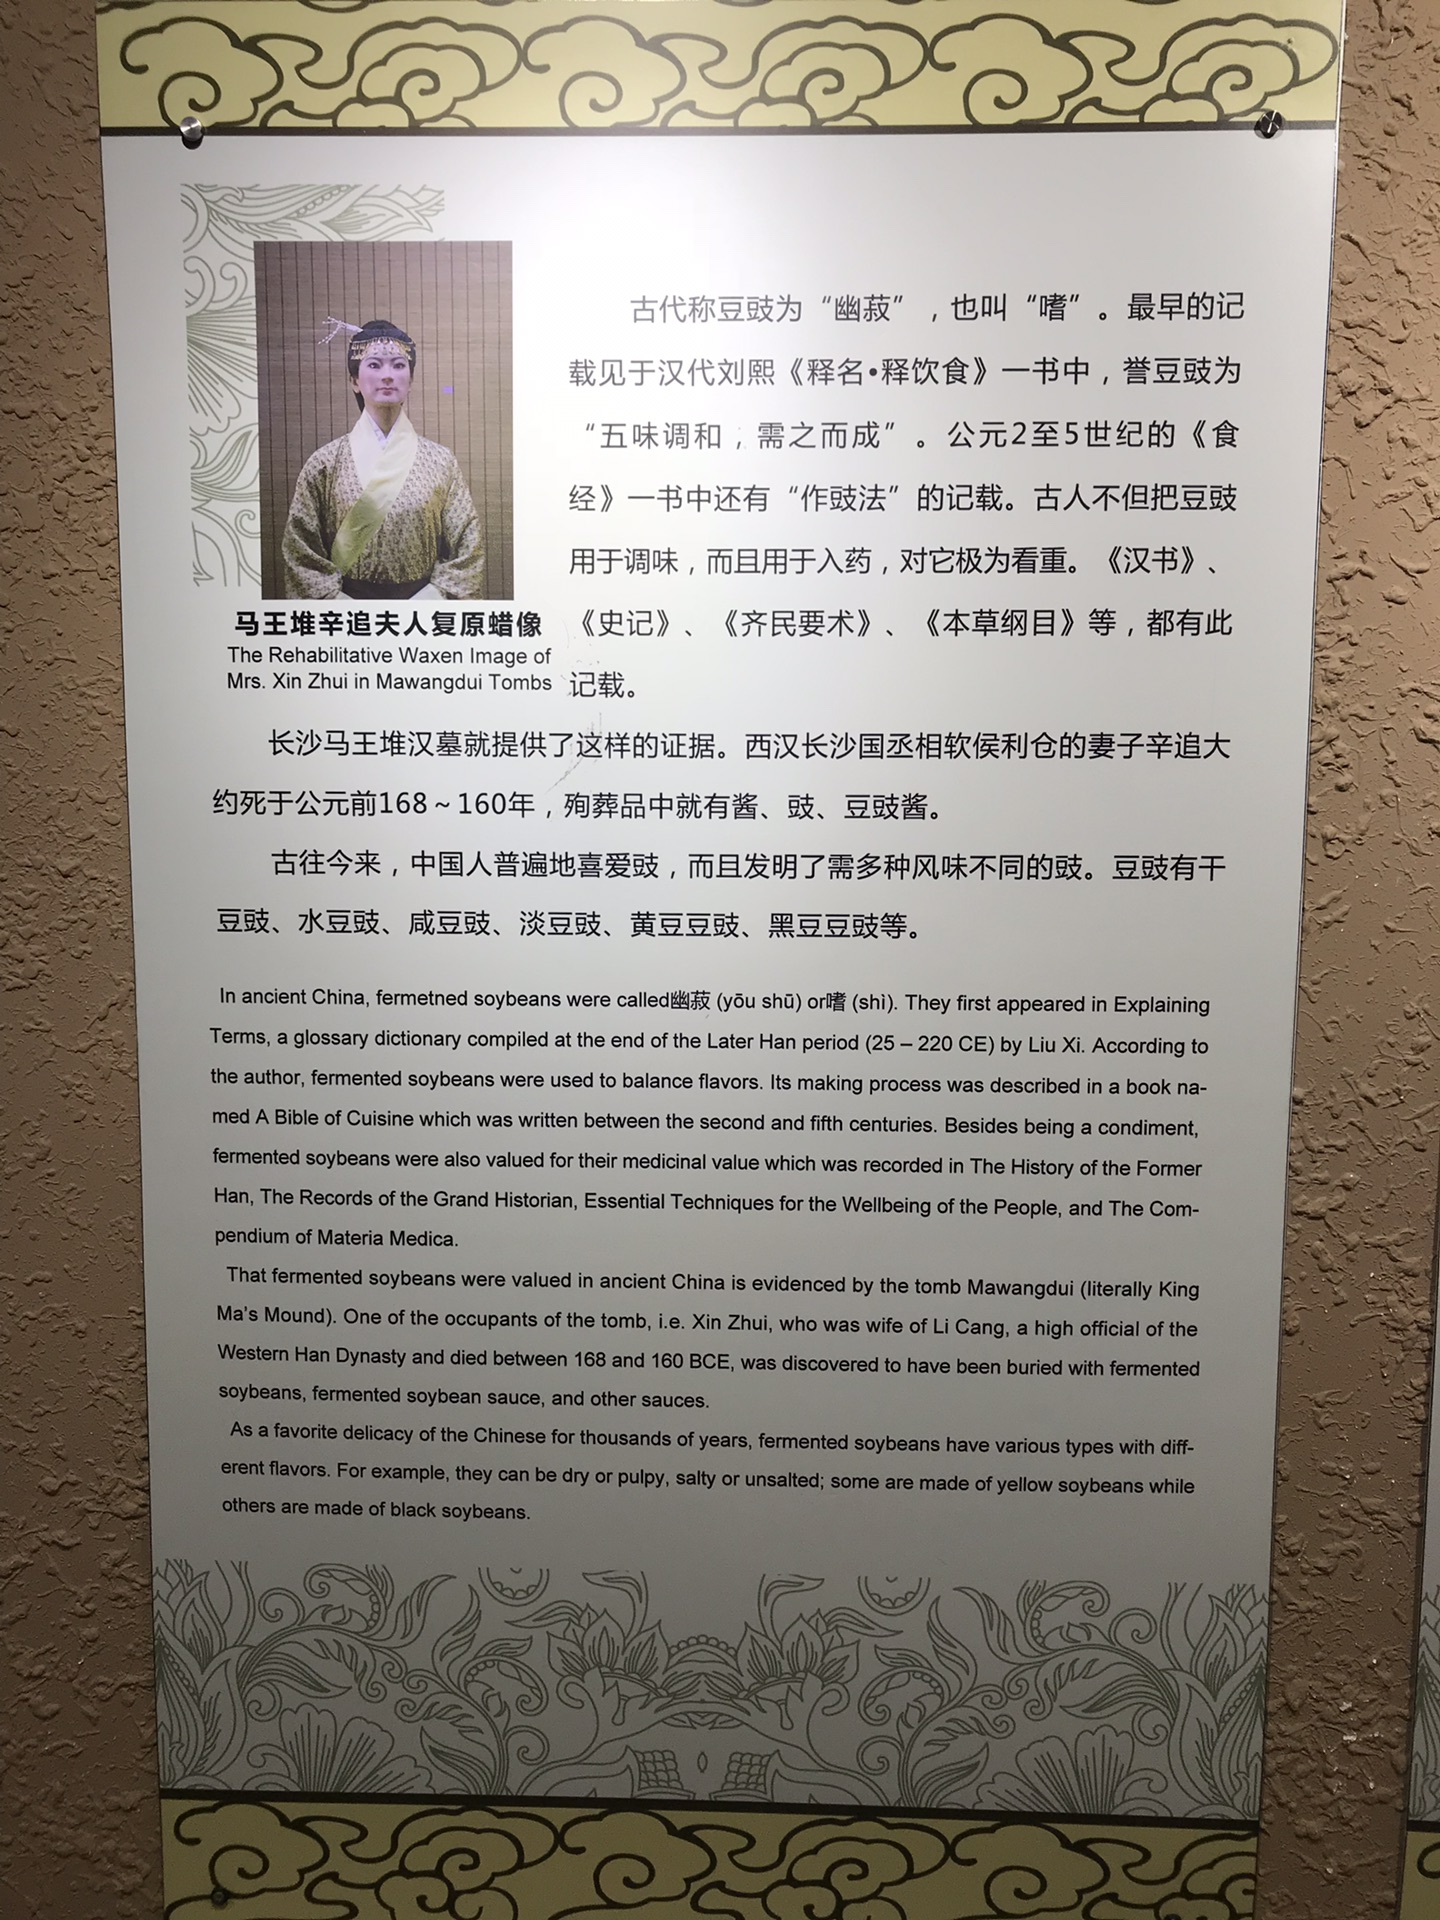 古代称豆豉为“幽菽”，也叫“嗜”。最早的记
载见于汉代刘熙《释名•释饮食》一书中，誉豆豉为
“五味调和，需之而成”。公元2至5世纪的《食
经》一书中还有“作豉法”的记载。古人不但把豆豉
用于调味，而且用于入药，对它极为看重。《汉书》、
《史记》、《齐民要术》、《本草纲目》等，都有此
记载。
马王堆辛追夫人复原蜡像
The Rehabilitative Waxen Image of
Mrs. Xin Zhui in Mawangdui Tombs
长沙马王堆汉墓就提供了这样的证据。西汉长沙国丞相软侯利仓的妻子辛追大
约死于公元前168～160年，殉葬品中就有酱、豉、豆豉酱。
古往今来，中国人普遍地喜爱豉，而且发明了需多种风味不同的豉。豆豉有干
豆豉、水豆豉、咸豆豉、淡豆豉、黄豆豆豉、黑豆豆豉等。
In ancient China, fermetned soybeans were called幽菽 (yōu shū) or嗜 (shì). They first appeared in Explaining
Terms, a glossary dictionary compiled at the end of the Later Han period (25 – 220 CE) by Liu Xi. According to
the author, fermented soybeans were used to balance flavors. Its making process was described in a book na-
med A Bible of Cuisine which was written between the second and fifth centuries. Besides being a condiment,
fermented soybeans were also valued for their medicinal value which was recorded in The History of the Former
Han, The Records of the Grand Historian, Essential Techniques for the Wellbeing of the People, and The Com-
pendium of Materia Medica.
That fermented soybeans were valued in ancient China is evidenced by the tomb Mawangdui (literally King
Ma's Mound). One of the occupants of the tomb, i.e. Xin Zhui, who was wife of Li Cang, a high official of the
Western Han Dynasty and died between 168 and 160 BCE, was discovered to have been buried with fermented
soybeans, fermented soybean sauce, and other sauces.
As a favorite delicacy of the Chinese for thousands of years, fermented soybeans have various types with diff-
erent flavors. For example, they can be dry or pulpy, salty or unsalted; some are made of yellow soybeans while
others are made of black soybeans.